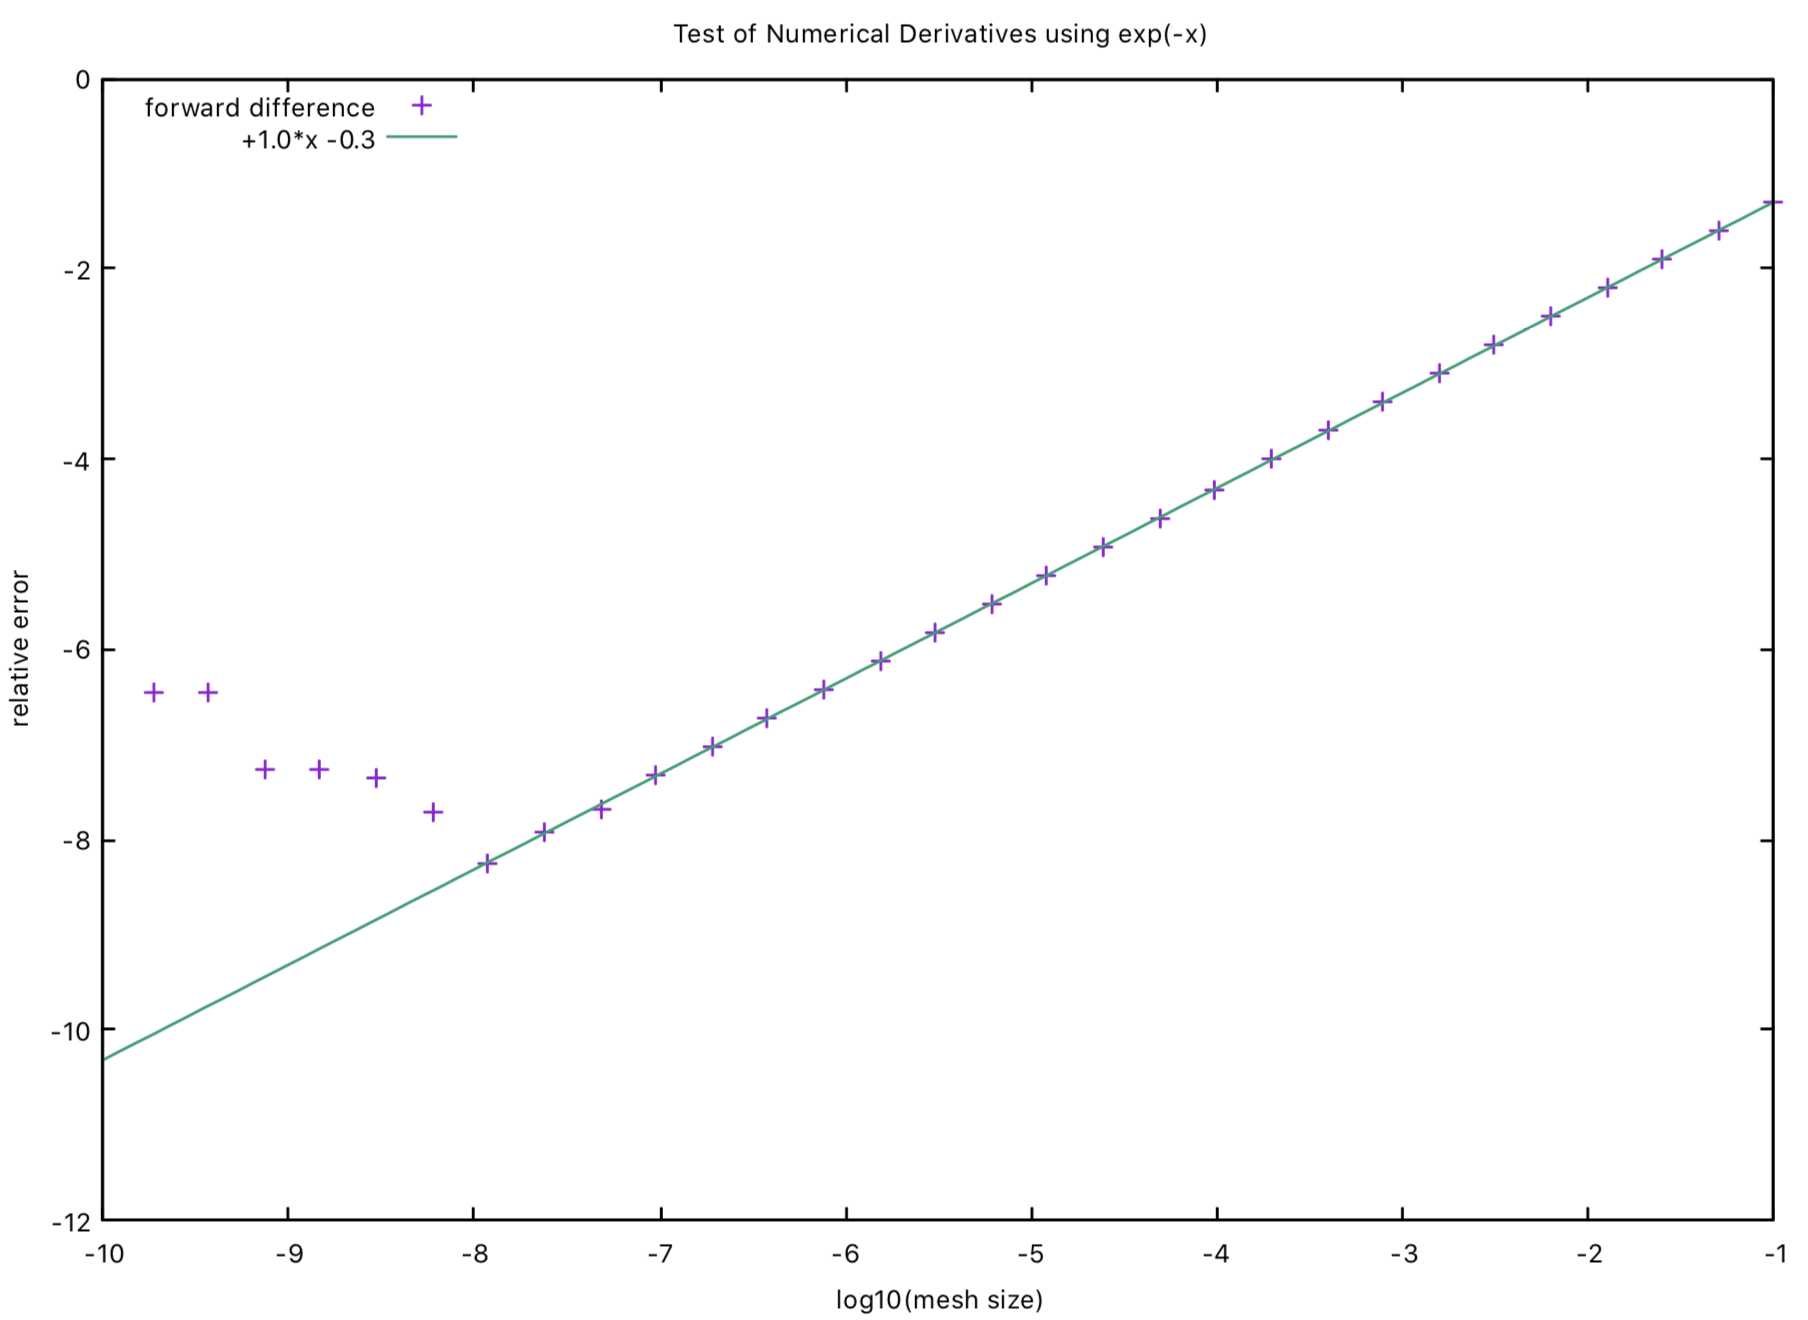 Test of Numerical Derivatives using exp(-x)
forward difference
+1.0*x -0.3
0
-2
-4
-6
-8
-10
-12
relative error
-10 -9 -8 -7 -6 -5 -4 -3 -2 -1
log10(mesh size)